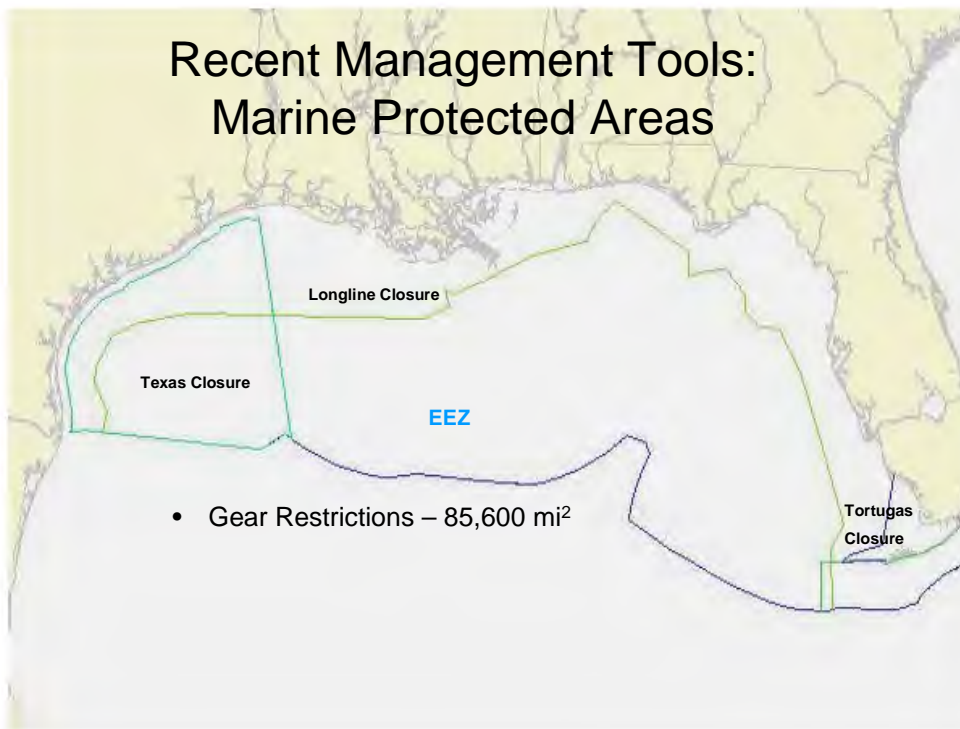 Recent Management Tools:
Marine Protected Areas
Longline Closure
Texas Closure
EEZ
• Gear Restrictions – 85,600 mi²
Tortugas
Closure